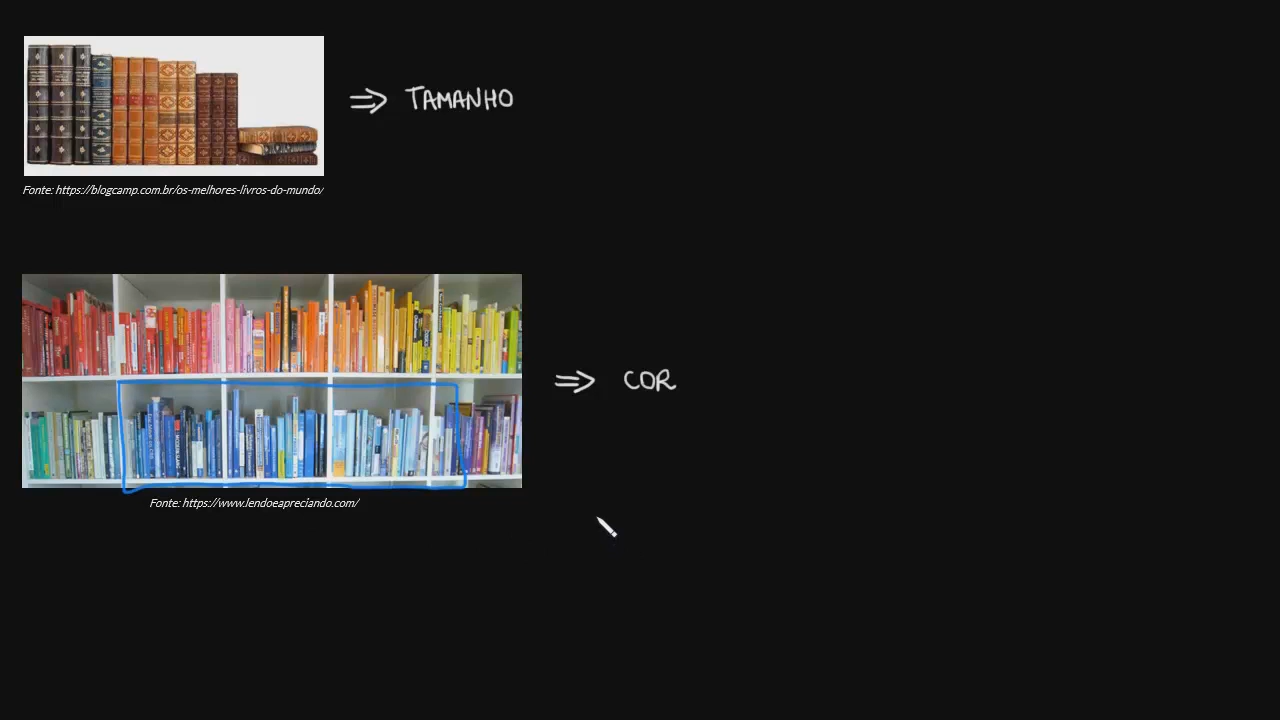 ⇒ TAMANHO
Fonte: https://blogcamp.com.br/os-melhores-livros-do-mundo/
⇒ COR
Fonte: https://www.lendoeapreciando.com/